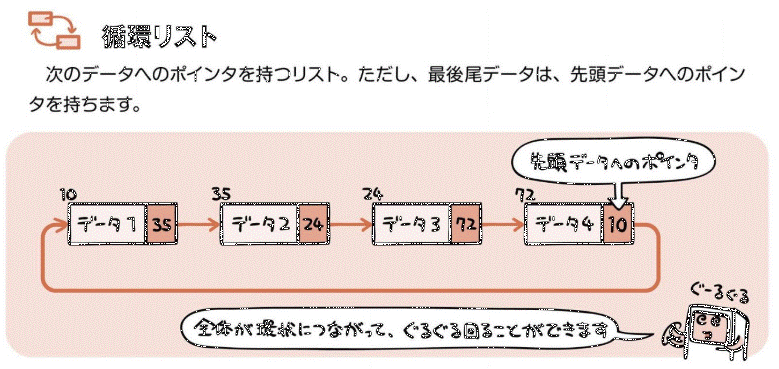 循環リスト
次のデータへのポインタを持つリスト。ただし、最後尾データは、先頭データへのポイン
タを持ちます。
先頭データへのポインタ
10 35 24 72
データ1 35 データ2 24 データ3 72 データ4 10
ぐーるぐる
全体が環状につながって、ぐるぐる回ることができます